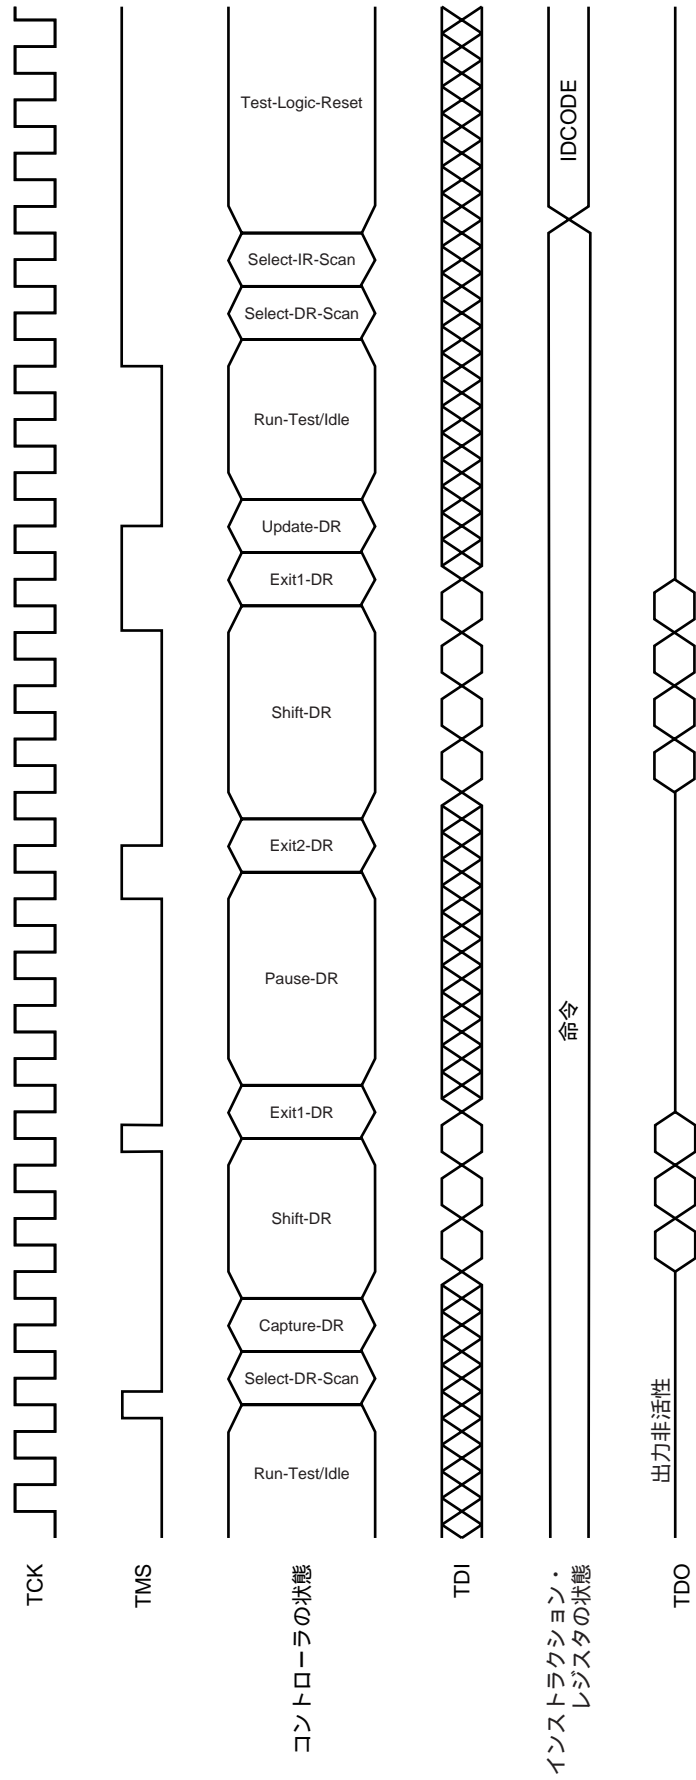 TCK
TMS
コントローラの状態
Run-Test/Idle
Select-DR-Scan
Capture-DR
Shift-DR
Exit1-DR
Pause-DR
Exit2-DR
Shift-DR
Exit1-DR
Update-DR
Run-Test/Idle
Select-DR-Scan
Select-IR-Scan
Test-Logic-Reset
TDI
インストラクション・
レジスタの状態
命令
IDCODE
TDO
出力非活性